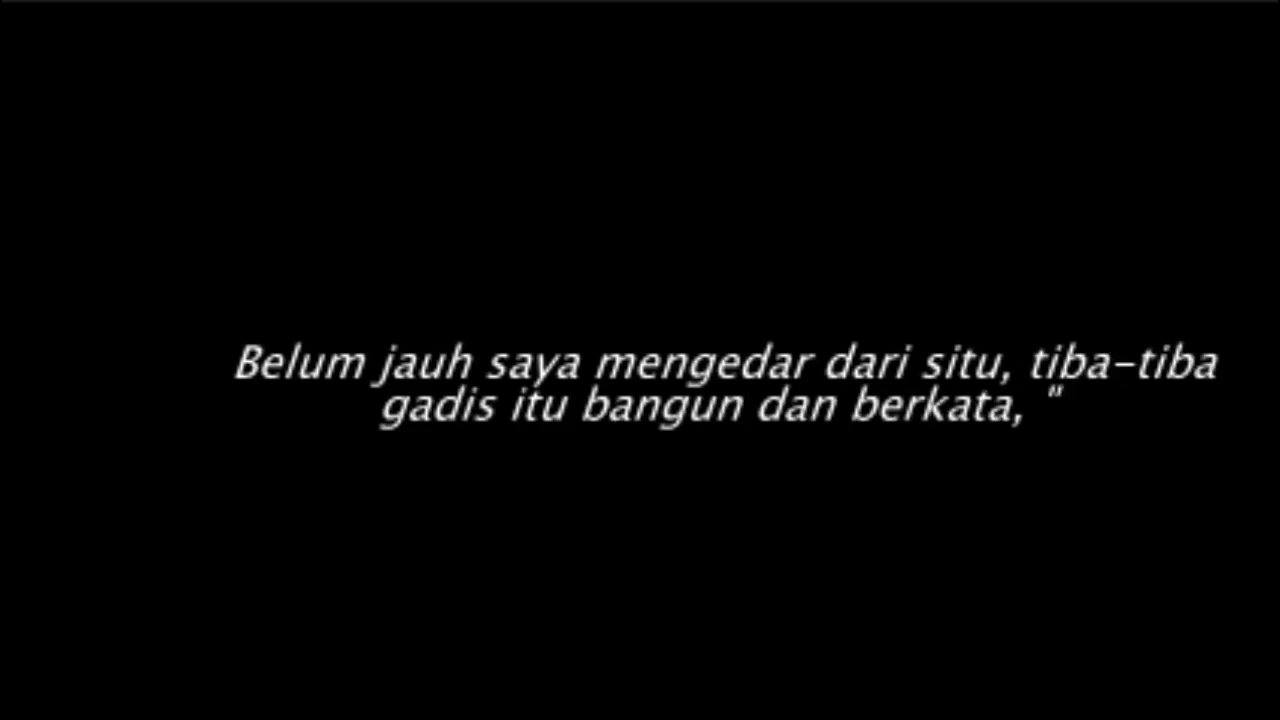 Belum jauh saya mengedar dari situ, tiba-tiba
gadis itu bangun dan berkata, "